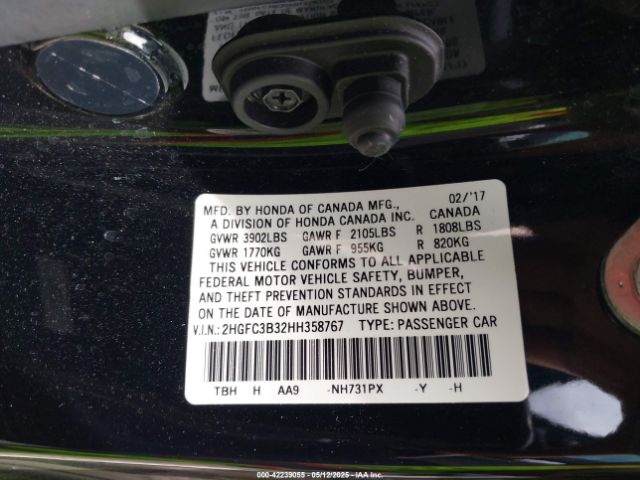 MFD. BY HONDA OF CANADA MFG., 02/'17
A DIVISION OF HONDA CANADA INC. CANADA
GVWR 3902LBS GAWR F 2105LBS R 1808LBS
GVWR 1770KG GAWR F 955KG R 820KG
THIS VEHICLE CONFORMS TO ALL APPLICABLE
FEDERAL MOTOR VEHICLE SAFETY, BUMPER,
AND THEFT PREVENTION STANDARDS IN EFFECT
ON THE DATE OF MANUFACTURE SHOWN ABOVE.
V.I.N.: 2HGFC3B32HH358767 TYPE: PASSENGER CAR
TBH H AA9 -NH731PX -Y -H
000-42239055 - 05/12/2025 - IAA Inc.